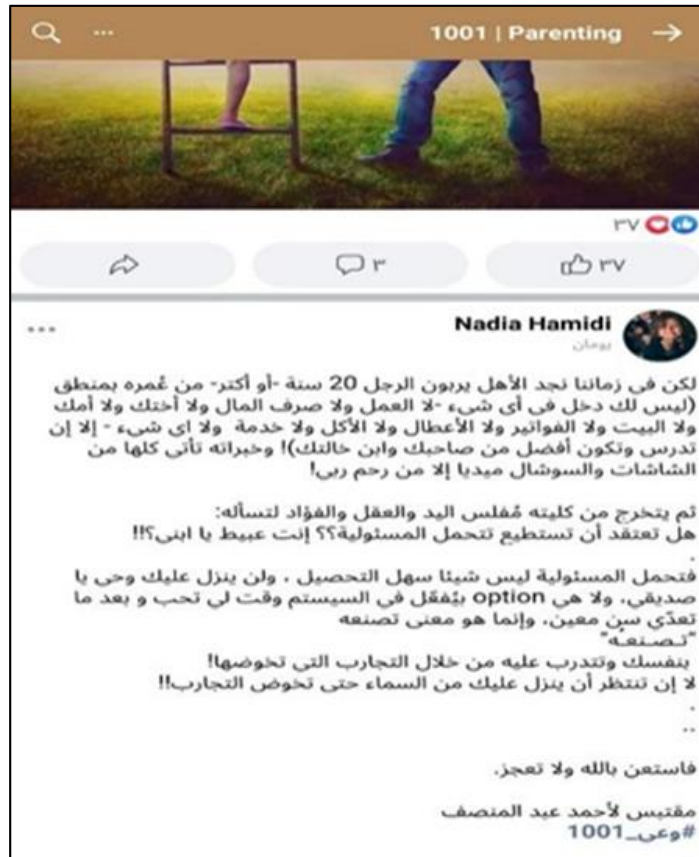 1001 | Parenting
٣٧
٣٧
٣
Nadia Hamidi
يومان
لكن في زماننا نجد الأهل يربون الرجل 20 سنة -أو أكتر- من عُمره بمنطق
(ليس لك دخل فى أى شىء -لا العمل ولا صرف المال ولا أختك ولا أمك
ولا البيت ولا الفواتير ولا الأعطال ولا الأكل ولا خدمة ولا اى شىء - إلا إن
تدرس وتكون أفضل من صاحبك وابن خالتك)! وخبراته تأتى كلها من
الشاشات والسوشال ميديا إلا من رحم ربي!
ثم يتخرج من كليته مُفلس اليد والعقل والفؤاد لتسأله:
هل تعتقد أن تستطيع تتحمل المسئولية؟؟ إنت عبيط يا ابنى؟!!
.
فتحمل المسئولية ليس شيئا سهل التحصيل ، ولن ينزل عليك وحى يا
صديقي، ولا هي option بيُفعّل في السيستم وقت لي تحب و بعد ما
تعدّي سن معين، وإنما هو معنى تصنعه
"تـصـنعـُه"
بنفسك وتتدرب عليه من خلال التجارب التى تخوضها!
لا إن تنتظر أن ينزل عليك من السماء حتى تخوض التجارب!!
.
..
فاستعن بالله ولا تعجز.
مقتبس لأحمد عبد المنصف
#وعي_1001